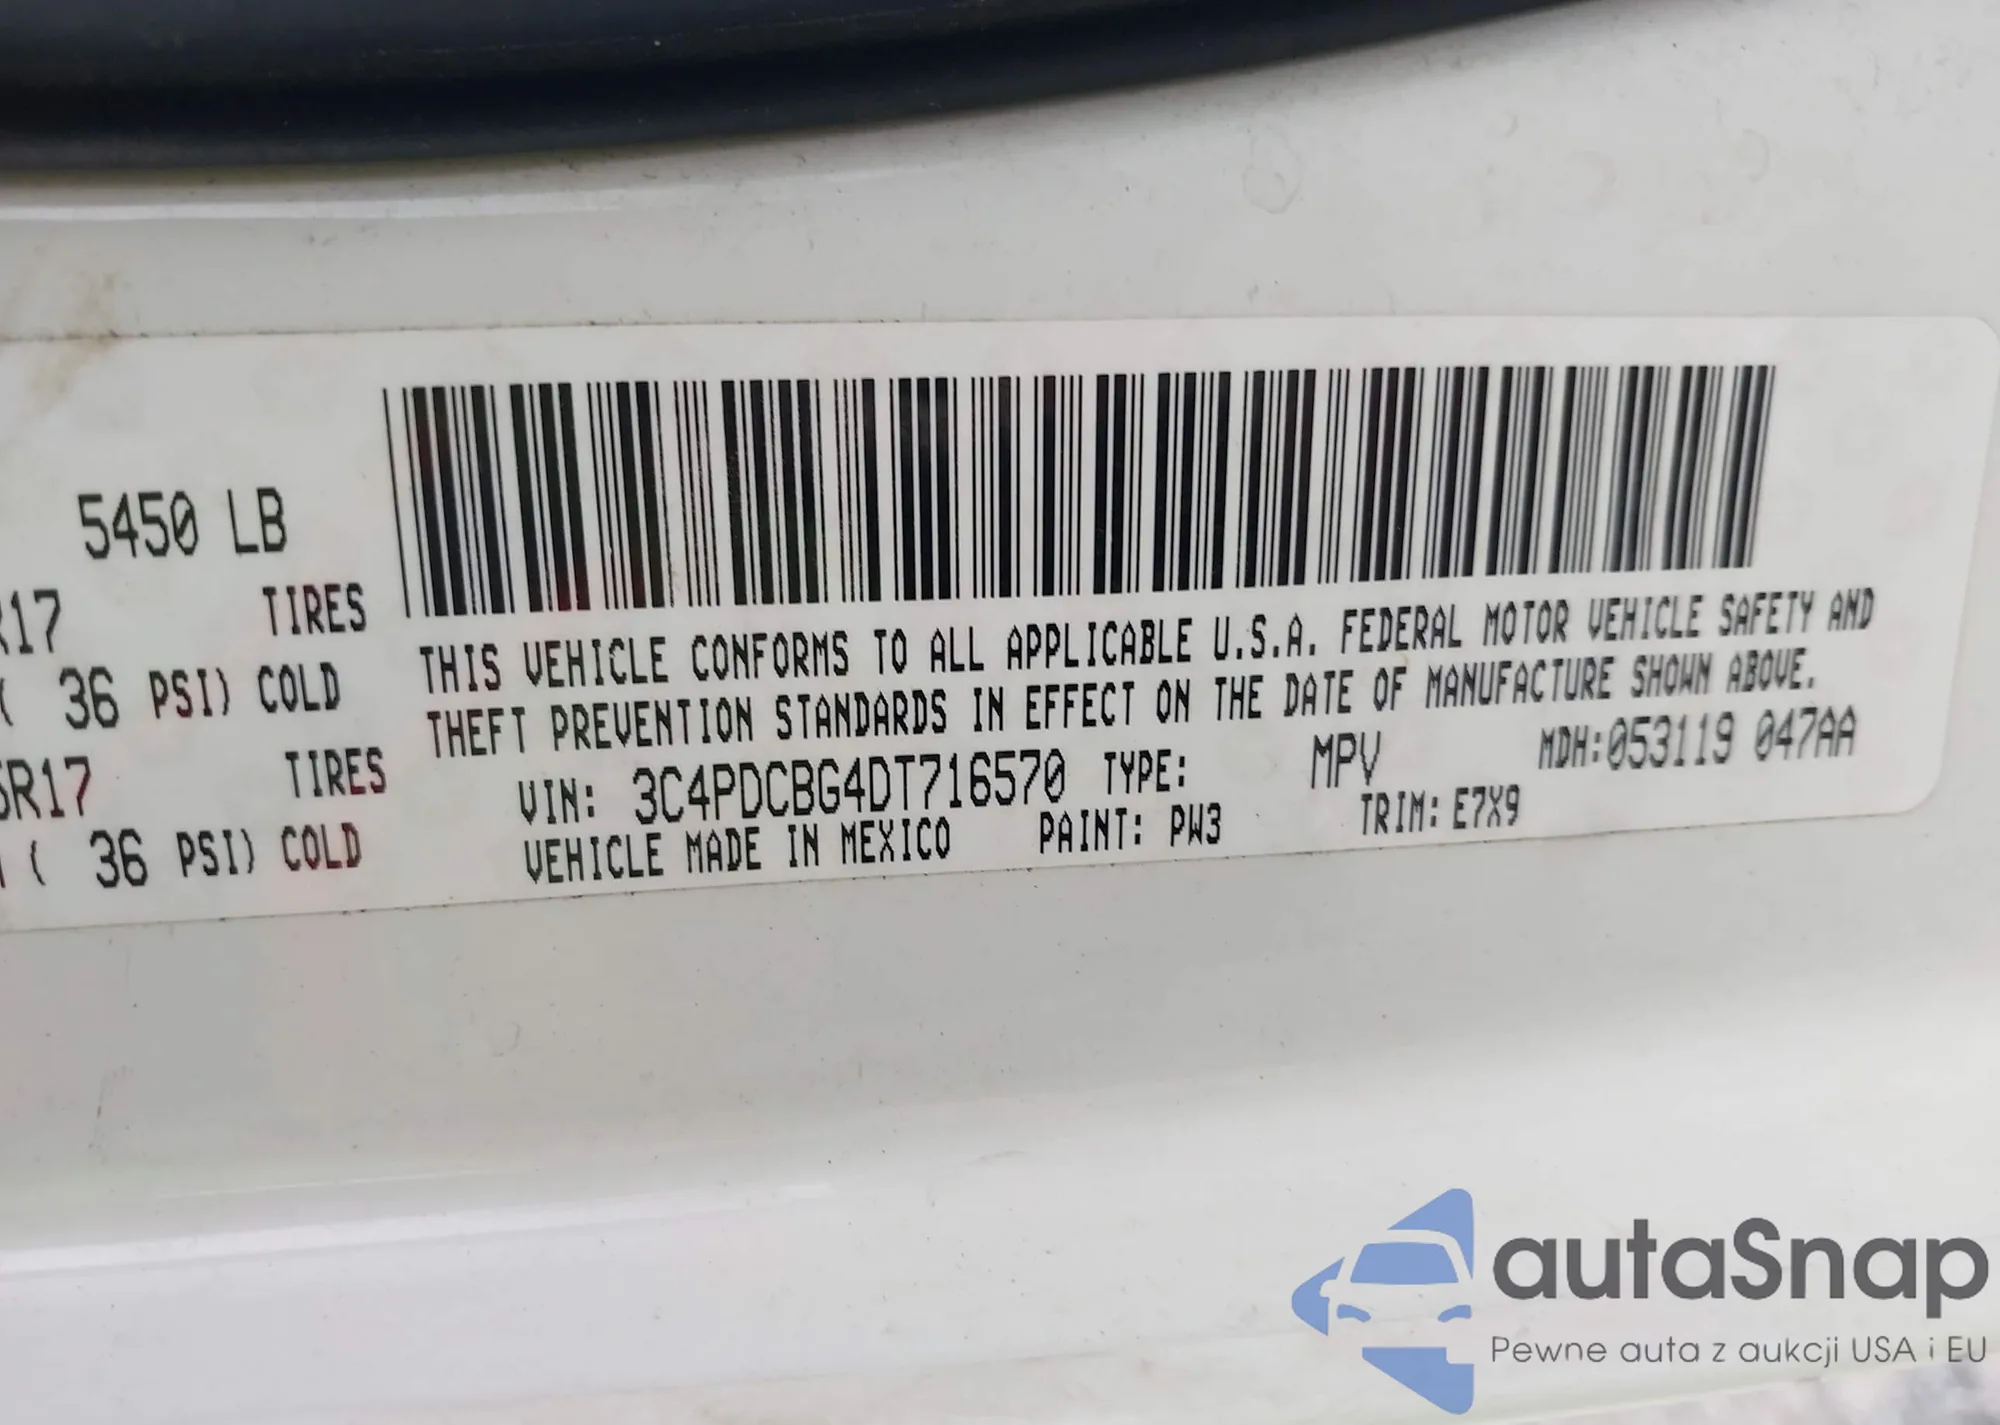 5450 LB
R17 TIRES
( 36 PSI) COLD
5R17 TIRES
( 36 PSI) COLD
THIS VEHICLE CONFORMS TO ALL APPLICABLE U.S.A. FEDERAL MOTOR VEHICLE SAFETY AND
THEFT PREVENTION STANDARDS IN EFFECT ON THE DATE OF MANUFACTURE SHOWN ABOVE.
VIN: 3C4PDCBG4DT716570 TYPE: MPV MDH:053119 047AA
VEHICLE MADE IN MEXICO PAINT: PW3 TRIM: E7X9
autaSnap
Pewne auta z aukcji USA i EU